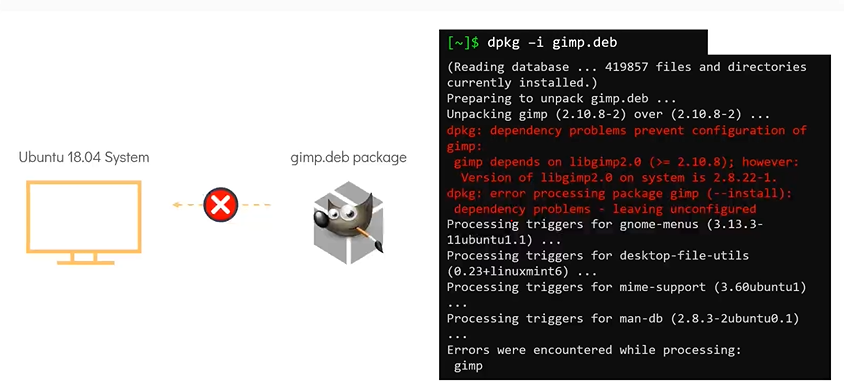 Ubuntu 18.04 System
gimp.deb package
[~]$ dpkg –i gimp.deb
(Reading database ... 419857 files and directories
currently installed.)
Preparing to unpack gimp.deb ...
Unpacking gimp (2.10.8-2) over (2.10.8-2) ...
dpkg: dependency problems prevent configuration of
gimp:
gimp depends on libgimp2.0 (>= 2.10.8); however:
Version of libgimp2.0 on system is 2.8.22-1.
dpkg: error processing package gimp (--install):
dependency problems - leaving unconfigured
Processing triggers for gnome-menus (3.13.3-
11ubuntu1.1) ...
Processing triggers for desktop-file-utils
(0.23+linuxmint6) ...
Processing triggers for mime-support (3.60ubuntu1)
...
Processing triggers for man-db (2.8.3-2ubuntu0.1)
...
Errors were encountered while processing:
gimp